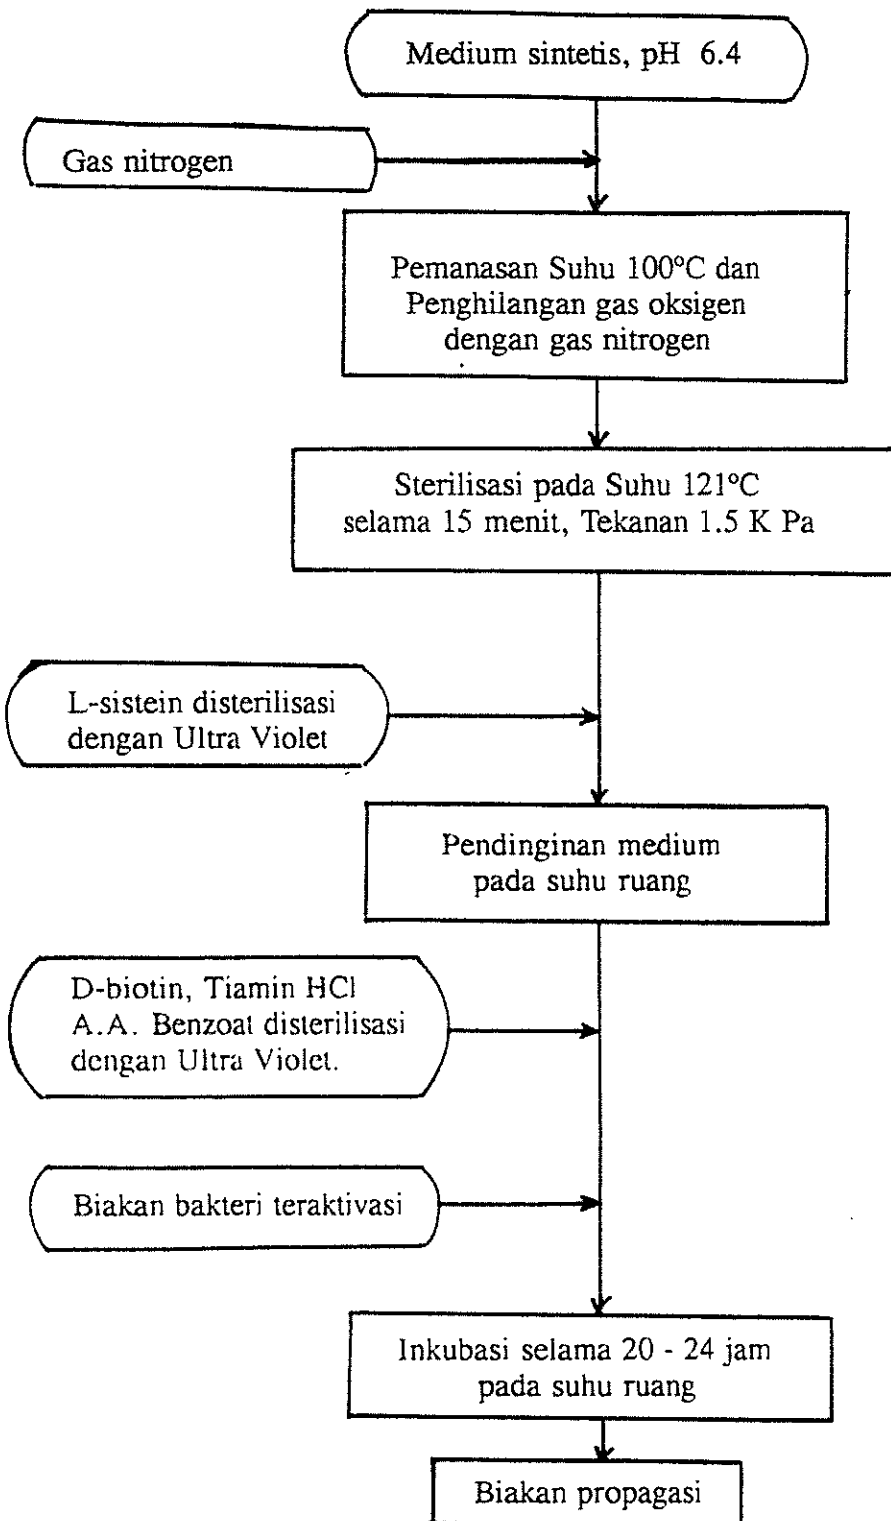 Medium sintetis, pH 6.4
Gas nitrogen
Pemanasan Suhu 100°C dan
Penghilangan gas oksigen
dengan gas nitrogen
Sterilisasi pada Suhu 121°C
selama 15 menit, Tekanan 1.5 K Pa
L-sistein disterilisasi
dengan Ultra Violet
Pendinginan medium
pada suhu ruang
D-biotin, Tiamin HCl
A.A. Benzoat disterilisasi
dengan Ultra Violet.
Biakan bakteri teraktivasi
Inkubasi selama 20 - 24 jam
pada suhu ruang
Biakan propagasi